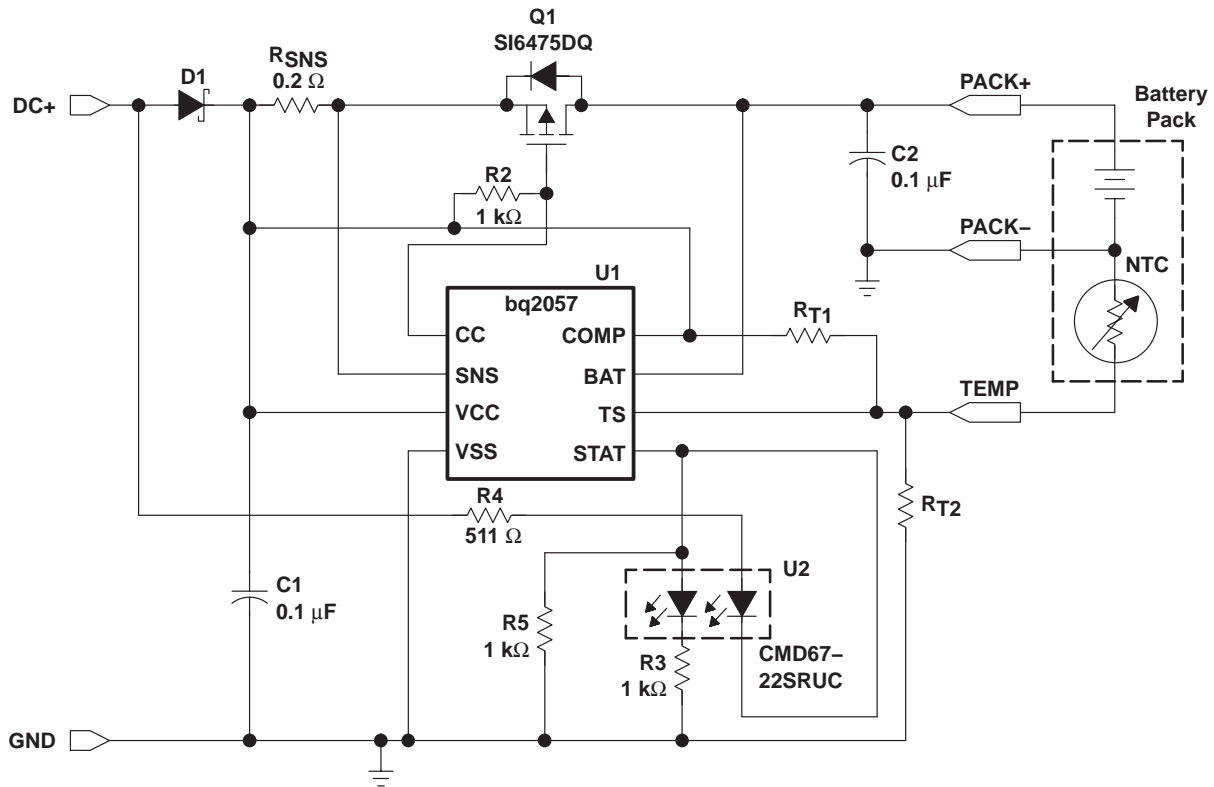 Q1
SI6475DQ
RSNS
0.2 Ω
D1
DC+
PACK+
Battery
Pack
C2
0.1 μF
R2
1 kΩ
PACK–
NTC
U1
bq2057
CC
COMP
RT1
SNS
BAT
TEMP
VCC
TS
VSS
STAT
R4
511 Ω
RT2
U2
C1
0.1 μF
R5
1 kΩ
R3
1 kΩ
CMD67–
22SRUC
GND